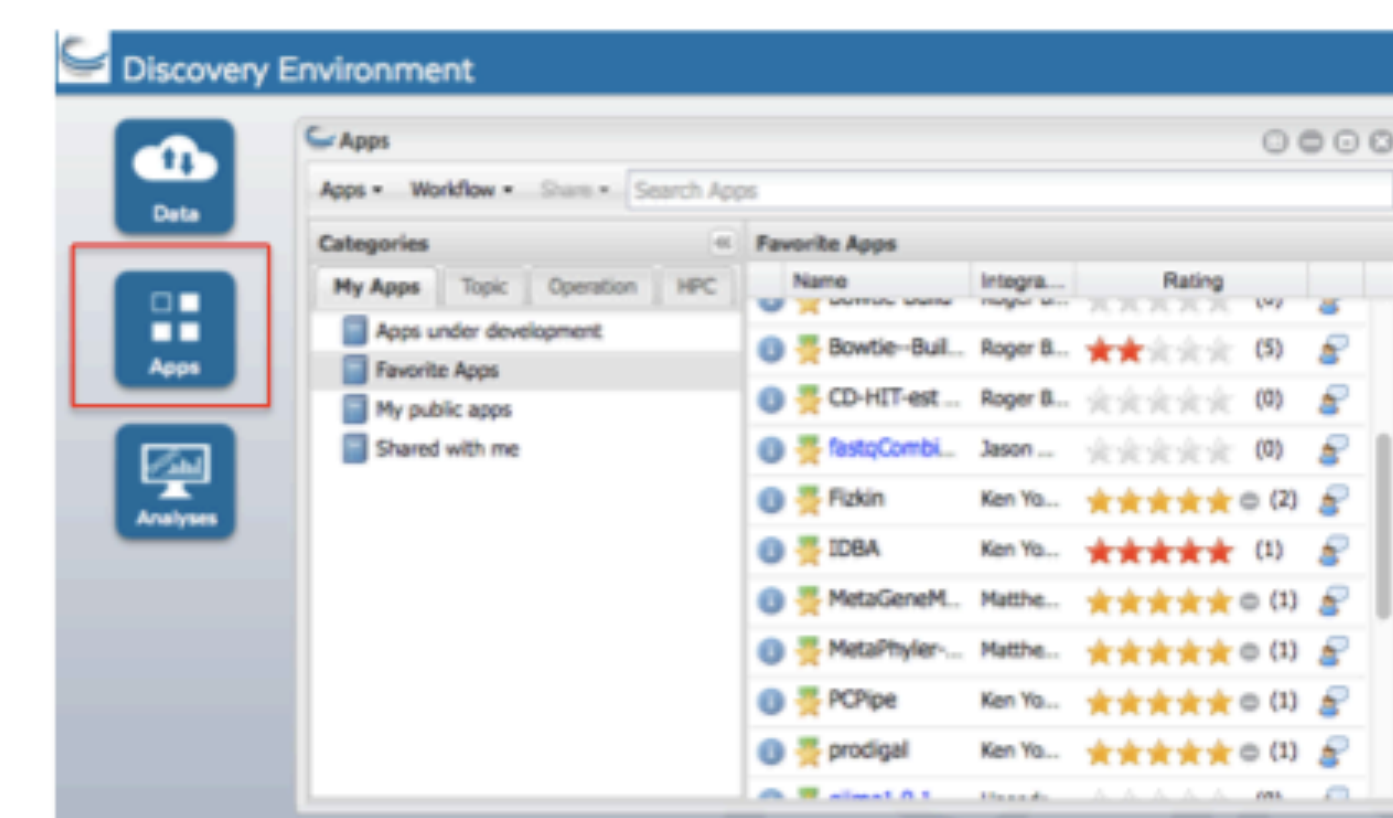 Discovery Environment
Data
Apps
Analyses
Apps
Apps Workflow Share Search Apps
Categories
My Apps Topic Operation HPC
Apps under development
Favorite Apps
My public apps
Shared with me
Favorite Apps
Name Integra... Rating
(0)
Bowtie--Buil... Roger B... (5)
CD-HIT-est ... Roger B... (0)
fastqCombi... Jason ... (0)
Fizkin Ken Yo... (2)
IDBA Ken Yo... (1)
MetaGeneM... Matthe... (1)
MetaPhyler-... Matthe... (1)
PCPipe Ken Yo... (1)
prodigal Ken Yo... (1)